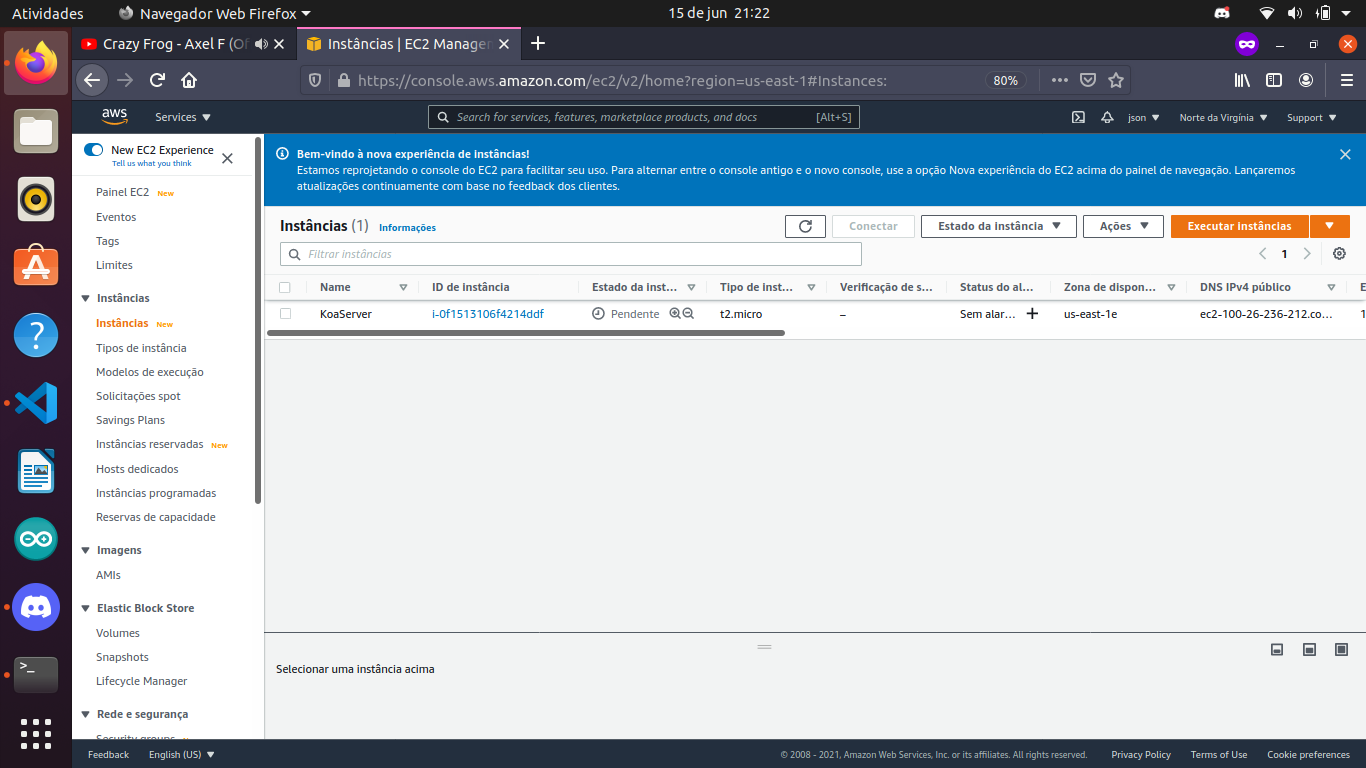 Atividades
Navegador Web Firefox
15 de jun 21:22
Crazy Frog - Axel F (Of
Instâncias | EC2 Manager
https://console.aws.amazon.com/ec2/v2/home?region=us-east-1#Instances:
80%
aws
Services
Search for services, features, marketplace products, and docs
[Alt+S]
json
Norte da Virgínia
Support
New EC2 Experience
Tell us what you think
Bem-vindo à nova experiência de instâncias!
Estamos reprojetando o console do EC2 para facilitar seu uso. Para alternar entre o console antigo e o novo console, use a opção Nova experiência do EC2 acima do painel de navegação. Lançaremos
atualizações continuamente com base no feedback dos clientes.
Painel EC2 New
Eventos
Tags
Limites
Instâncias
Instâncias New
Tipos de instância
Modelos de execução
Solicitações spot
Savings Plans
Instâncias reservadas New
Hosts dedicados
Instâncias programadas
Reservas de capacidade
Imagens
AMIs
Elastic Block Store
Volumes
Snapshots
Lifecycle Manager
Rede e segurança
Security groups
Instâncias (1) Informações
Conectar
Estado da instância
Ações
Executar instâncias
Filtrar instâncias
1
Name
ID de instância
Estado da inst...
Tipo de inst...
Verificação de s...
Status do al...
Zona de dispon...
DNS IPv4 público
E
KoaServer
i-0f1513106f4214ddf
Pendente
t2.micro
–
Sem alar...
us-east-1e
ec2-100-26-236-212.co...
1
Selecionar uma instância acima
Feedback
English (US)
© 2008 - 2021, Amazon Web Services, Inc. or its affiliates. All rights reserved.
Privacy Policy
Terms of Use
Cookie preferences